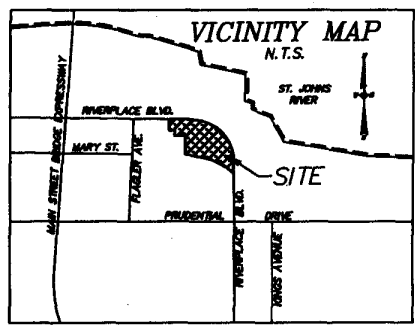 VICINITY MAP
N.T.S.
ST. JOHNS
RIVER
RIVERPLACE BLVD.
MARY ST.
FLAGLER AVE.
MAIN STREET BRIDGE EXPRESSWAY
SITE
PRUDENTIAL DRIVE
RIVERPLACE BLVD.
KINGS AVENUE